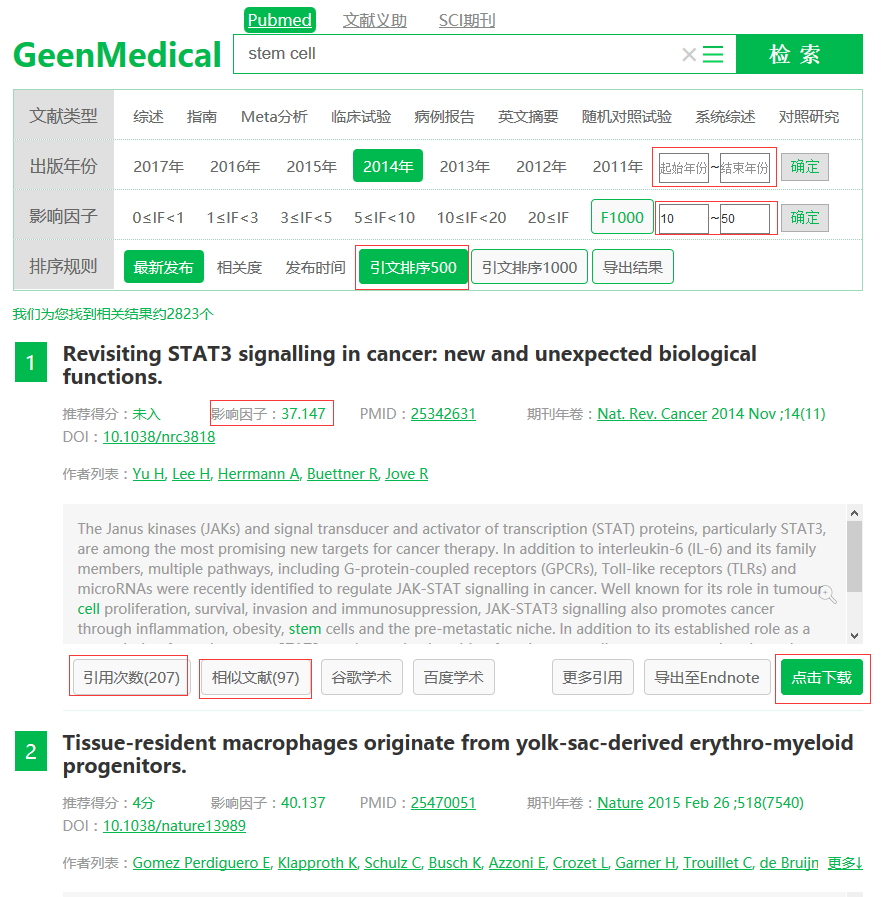 Pubmed 文献义助 SCI期刊
GeenMedical stem cell 检 索
文献类型 综述 指南 Meta分析 临床试验 病例报告 英文摘要 随机对照试验 系统综述 对照研究
出版年份 2017年 2016年 2015年 2014年 2013年 2012年 2011年 起始年份~结束年份 确定
影响因子 0≤IF<1 1≤IF<3 3≤IF<5 5≤IF<10 10≤IF<20 20≤IF F1000 10~50 确定
排序规则 最新发布 相关度 发布时间 引文排序500 引文排序1000 导出结果
我们为您找到相关结果约2823个
1 Revisiting STAT3 signalling in cancer: new and unexpected biological
functions.
推荐得分：未入 影响因子：37.147 PMID：25342631 期刊年卷：Nat. Rev. Cancer 2014 Nov ;14(11)
DOI：10.1038/nrc3818
作者列表：Yu H, Lee H, Herrmann A, Buettner R, Jove R
The Janus kinases (JAKs) and signal transducer and activator of transcription (STAT) proteins, particularly STAT3,
are among the most promising new targets for cancer therapy. In addition to interleukin-6 (IL-6) and its family
members, multiple pathways, including G-protein-coupled receptors (GPCRs), Toll-like receptors (TLRs) and
microRNAs were recently identified to regulate JAK-STAT signalling in cancer. Well known for its role in tumour
cell proliferation, survival, invasion and immunosuppression, JAK-STAT3 signalling also promotes cancer
through inflammation, obesity, stem cells and the pre-metastatic niche. In addition to its established role as a
引用次数(207) 相似文献(97) 谷歌学术 百度学术 更多引用 导出至Endnote 点击下载
2 Tissue-resident macrophages originate from yolk-sac-derived erythro-myeloid
progenitors.
推荐得分：4分 影响因子：40.137 PMID：25470051 期刊年卷：Nature 2015 Feb 26 ;518(7540)
DOI：10.1038/nature13989
作者列表：Gomez Perdiguero E, Klapproth K, Schulz C, Busch K, Azzoni E, Crozet L, Garner H, Trouillet C, de Bruijn 更多↓